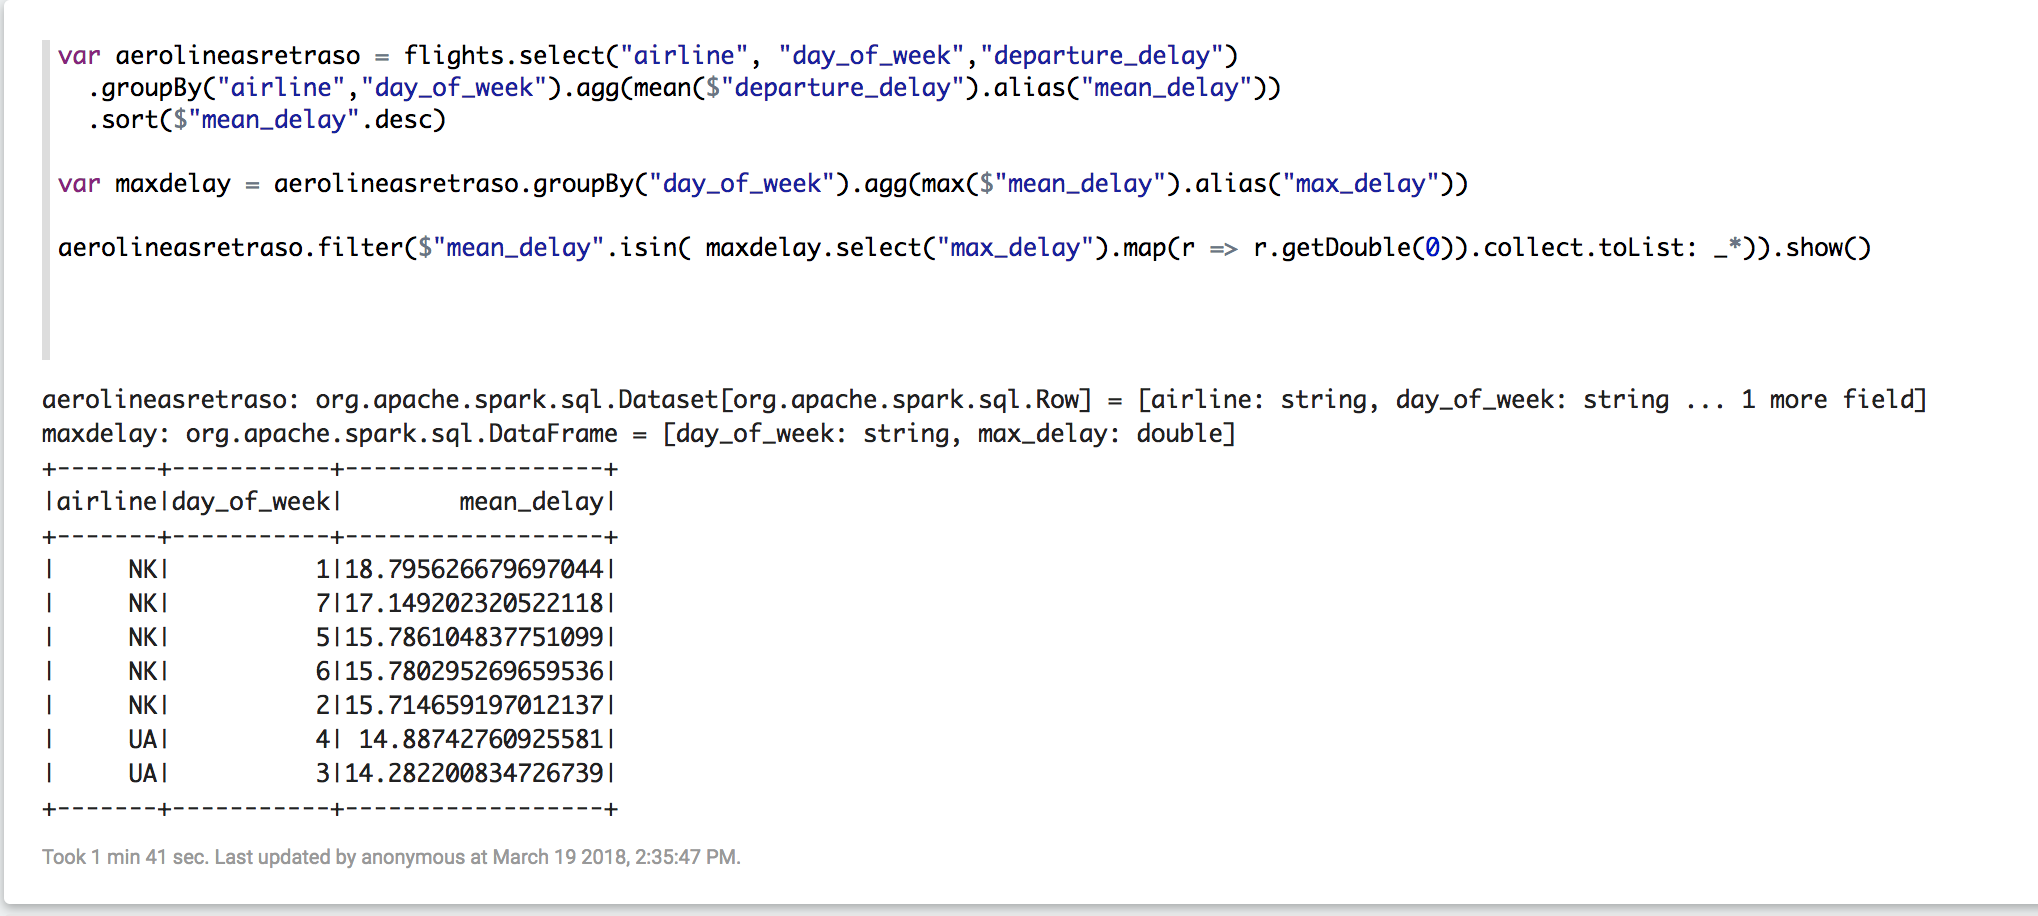 var aerolineasretraso = flights.select("airline", "day_of_week","departure_delay")
  .groupBy("airline","day_of_week").agg(mean($"departure_delay").alias("mean_delay"))
  .sort($"mean_delay".desc)

var maxdelay = aerolineasretraso.groupBy("day_of_week").agg(max($"mean_delay").alias("max_delay"))

aerolineasretraso.filter($"mean_delay".isin( maxdelay.select("max_delay").map(r => r.getDouble(0)).collect.toList: _*)).show()

aerolineasretraso: org.apache.spark.sql.Dataset[org.apache.spark.sql.Row] = [airline: string, day_of_week: string ... 1 more field]
maxdelay: org.apache.spark.sql.DataFrame = [day_of_week: string, max_delay: double]
+-------+-----------+------------------+
|airline|day_of_week|        mean_delay|
+-------+-----------+------------------+
|     NK|          1|18.795626679697044|
|     NK|          7|17.149202320522118|
|     NK|          5|15.786104837751099|
|     NK|          6|15.780295269659536|
|     NK|          2|15.714659197012137|
|     UA|          4| 14.88742760925581|
|     UA|          3|14.282200834726739|
+-------+-----------+------------------+
Took 1 min 41 sec. Last updated by anonymous at March 19 2018, 2:35:47 PM.